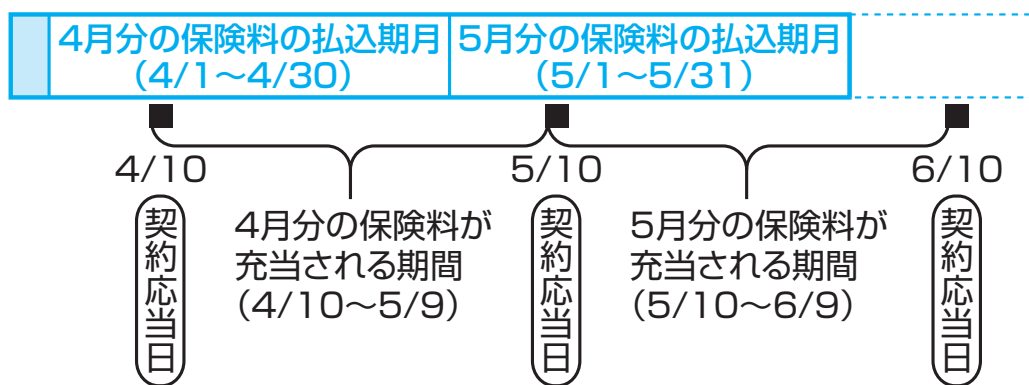 4月分の保険料の払込期月
（4/1〜4/30）
5月分の保険料の払込期月
（5/1〜5/31）
4/10
5/10
6/10
契約応当日
4月分の保険料が
充当される期間
（4/10〜5/9）
契約応当日
5月分の保険料が
充当される期間
（5/10〜6/9）
契約応当日